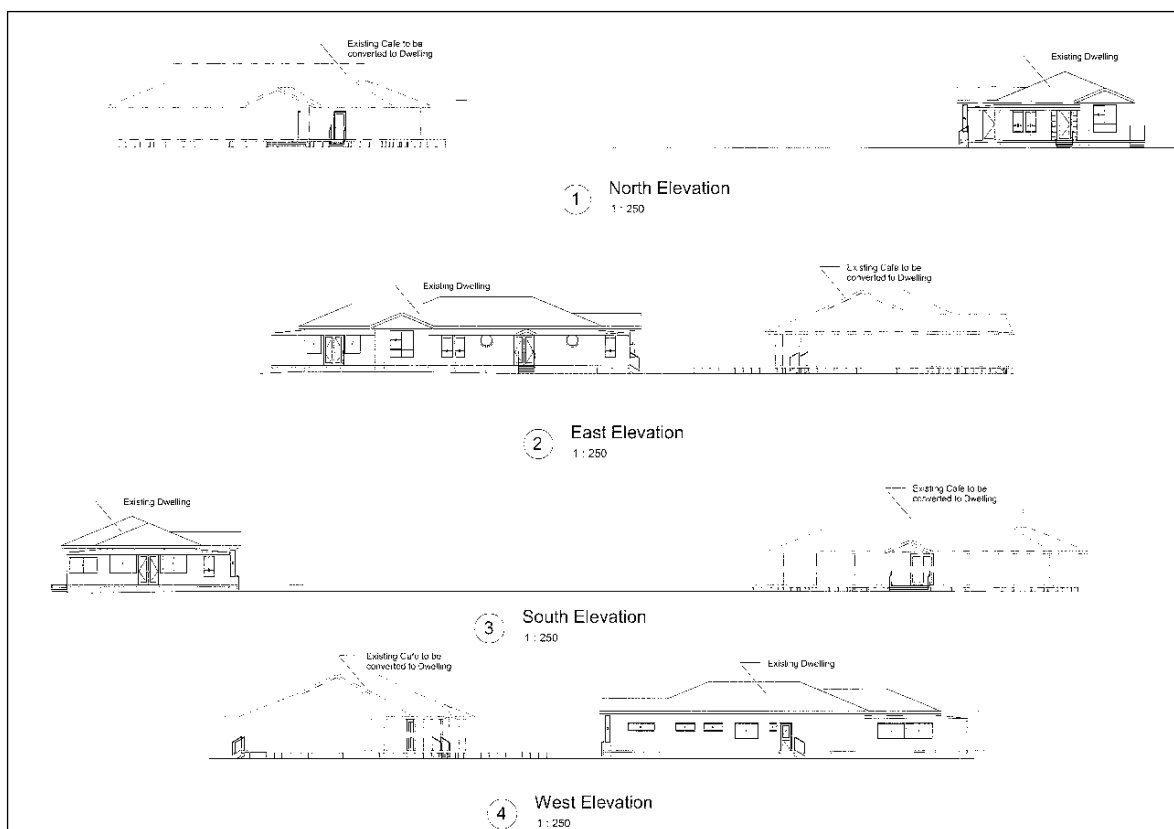 Existing Cafe to be
converted to Dwelling
Existing Dwelling
1
North Elevation
1 : 250
Existing Dwelling
Existing Cafe to be
converted to Dwelling
2
East Elevation
1 : 250
Existing Dwelling
Existing Cafe to be
converted to Dwelling
3
South Elevation
1 : 250
Existing Cafe to be
converted to Dwelling
Existing Dwelling
4
West Elevation
1 : 250